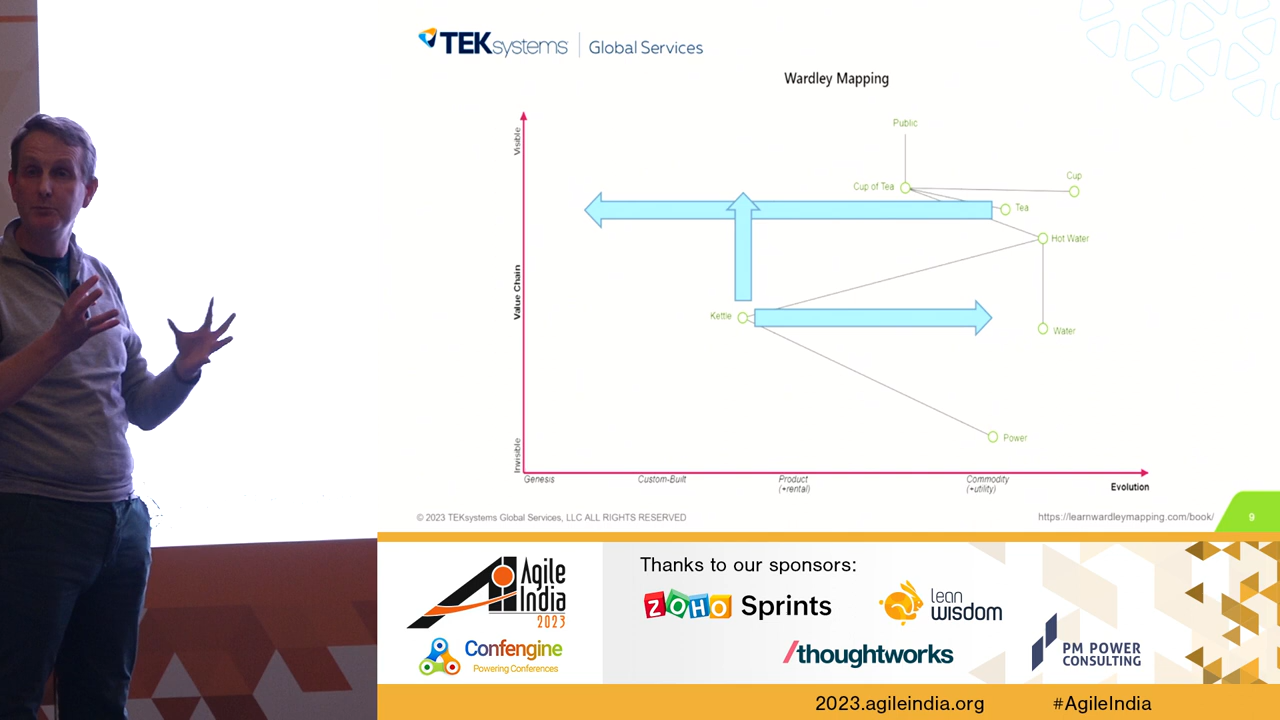 TEKsystems | Global Services
Wardley Mapping
Visible
Value Chain
Invisible
Public
Cup of Tea
Cup
Tea
Hot Water
Kettle
Water
Power
Genesis
Custom-Built
Product
(+rental)
Commodity
(+utility)
Evolution
© 2023 TEKsystems Global Services, LLC ALL RIGHTS RESERVED
https://learnwardleymapping.com/book/
9
Agile
India
2023
Confengine
Powering Conferences
Thanks to our sponsors:
ZOHO Sprints
lean
wisdom
/thoughtworks
PM POWER
CONSULTING
2023.agileindia.org
#AgileIndia